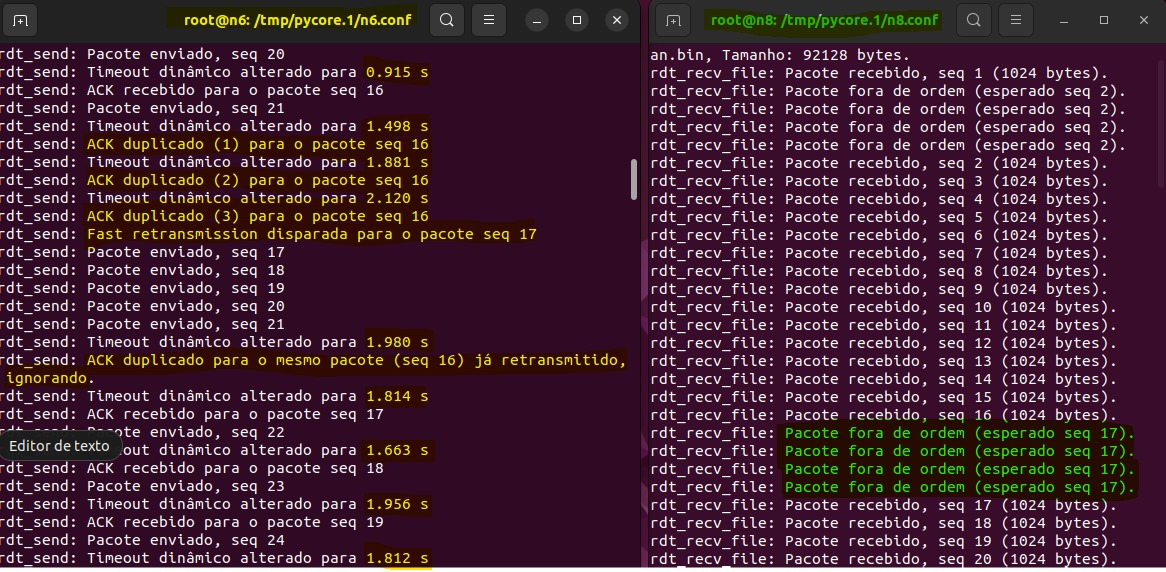 root@n6: /tmp/pycore.1/n6.conf
rdt_send: Pacote enviado, seq 20
rdt_send: Timeout dinâmico alterado para 0.915 s
rdt_send: ACK recebido para o pacote seq 16
rdt_send: Pacote enviado, seq 21
rdt_send: Timeout dinâmico alterado para 1.498 s
rdt_send: ACK duplicado (1) para o pacote seq 16
rdt_send: Timeout dinâmico alterado para 1.881 s
rdt_send: ACK duplicado (2) para o pacote seq 16
rdt_send: Timeout dinâmico alterado para 2.120 s
rdt_send: ACK duplicado (3) para o pacote seq 16
rdt_send: Fast retransmission disparada para o pacote seq 17
rdt_send: Pacote enviado, seq 17
rdt_send: Pacote enviado, seq 18
rdt_send: Pacote enviado, seq 19
rdt_send: Pacote enviado, seq 20
rdt_send: Pacote enviado, seq 21
rdt_send: Timeout dinâmico alterado para 1.980 s
rdt_send: ACK duplicado para o mesmo pacote (seq 16) já retransmitido,
ignorando.
rdt_send: Timeout dinâmico alterado para 1.814 s
rdt_send: ACK recebido para o pacote seq 17
rdt_send: Pacote enviado, seq 22
Editor de texto
out dinâmico alterado para 1.663 s
rdt_send: ACK recebido para o pacote seq 18
rdt_send: Pacote enviado, seq 23
rdt_send: Timeout dinâmico alterado para 1.956 s
rdt_send: ACK recebido para o pacote seq 19
rdt_send: Pacote enviado, seq 24
rdt_send: Timeout dinâmico alterado para 1.812 s
root@n8: /tmp/pycore.1/n8.conf
an.bin, Tamanho: 92128 bytes.
rdt_recv_file: Pacote recebido, seq 1 (1024 bytes).
rdt_recv_file: Pacote fora de ordem (esperado seq 2).
rdt_recv_file: Pacote fora de ordem (esperado seq 2).
rdt_recv_file: Pacote fora de ordem (esperado seq 2).
rdt_recv_file: Pacote fora de ordem (esperado seq 2).
rdt_recv_file: Pacote recebido, seq 2 (1024 bytes).
rdt_recv_file: Pacote recebido, seq 3 (1024 bytes).
rdt_recv_file: Pacote recebido, seq 4 (1024 bytes).
rdt_recv_file: Pacote recebido, seq 5 (1024 bytes).
rdt_recv_file: Pacote recebido, seq 6 (1024 bytes).
rdt_recv_file: Pacote recebido, seq 7 (1024 bytes).
rdt_recv_file: Pacote recebido, seq 8 (1024 bytes).
rdt_recv_file: Pacote recebido, seq 9 (1024 bytes).
rdt_recv_file: Pacote recebido, seq 10 (1024 bytes).
rdt_recv_file: Pacote recebido, seq 11 (1024 bytes).
rdt_recv_file: Pacote recebido, seq 12 (1024 bytes).
rdt_recv_file: Pacote recebido, seq 13 (1024 bytes).
rdt_recv_file: Pacote recebido, seq 14 (1024 bytes).
rdt_recv_file: Pacote recebido, seq 15 (1024 bytes).
rdt_recv_file: Pacote recebido, seq 16 (1024 bytes).
rdt_recv_file: Pacote fora de ordem (esperado seq 17).
rdt_recv_file: Pacote fora de ordem (esperado seq 17).
rdt_recv_file: Pacote fora de ordem (esperado seq 17).
rdt_recv_file: Pacote fora de ordem (esperado seq 17).
rdt_recv_file: Pacote recebido, seq 17 (1024 bytes).
rdt_recv_file: Pacote recebido, seq 18 (1024 bytes).
rdt_recv_file: Pacote recebido, seq 19 (1024 bytes).
rdt_recv_file: Pacote recebido, seq 20 (1024 bytes).